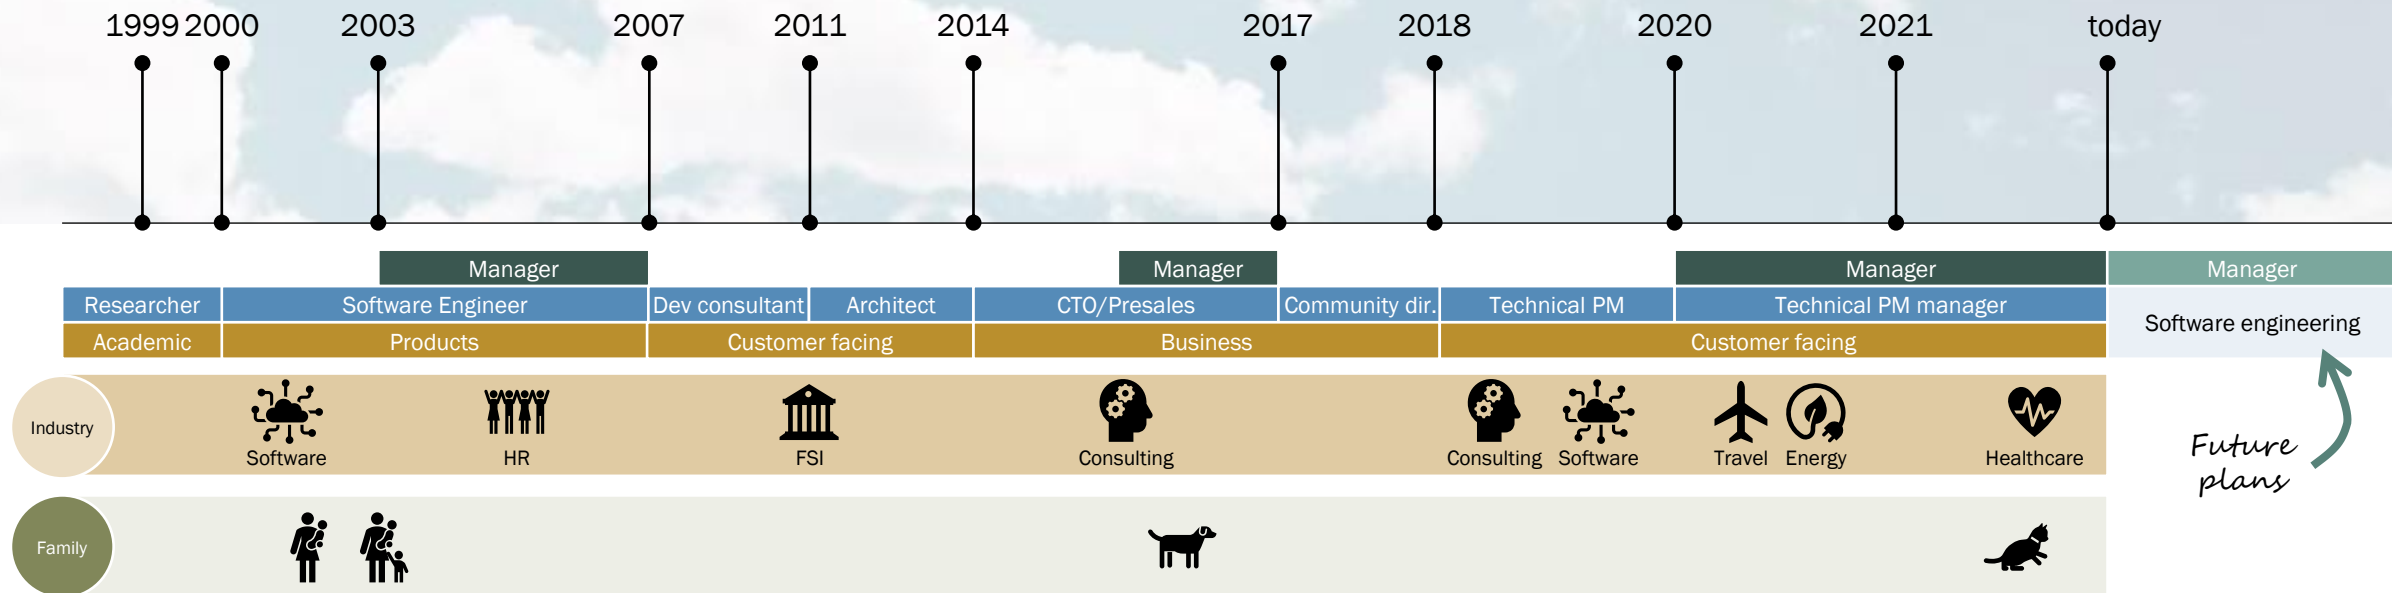 1999 2000 2003 2007 2011 2014 2017 2018 2020 2021 today
Manager Manager Manager Manager
Researcher Software Engineer Dev consultant Architect CTO/Presales Community dir. Technical PM Technical PM manager
Software engineering
Academic Products Customer facing Business Customer facing
Industry
Software HR FSI Consulting Consulting Software Travel Energy Healthcare
Future
plans
Family